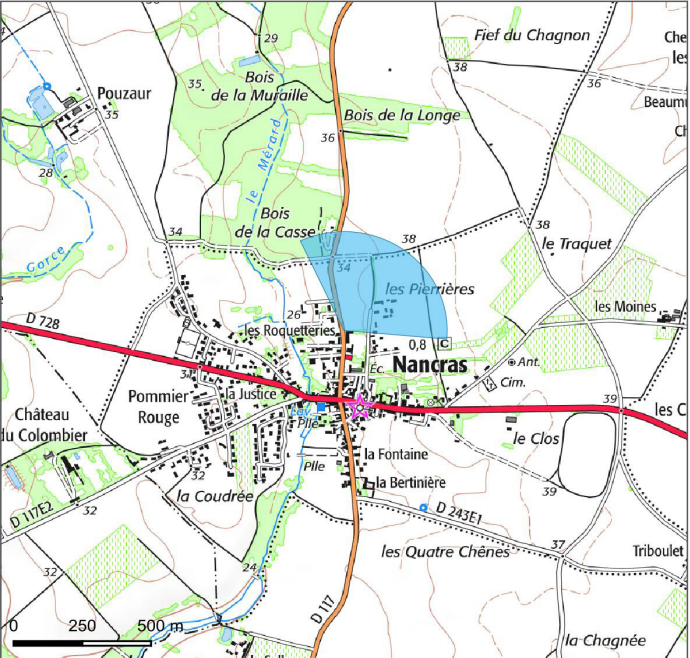 29
Fief du Chagnon
38
35
Bois
de la Muraille
36
Pouzaur
35
Bois de la Longe
36
le Mérard
28
Bois
de la Casse
34
38
38
34
le Traquet
Gorce
les Pierrières
26
les Moines
D 728
les Roquetteries
0,8 C
Nancras
Éc.
Ant.
Cim.
Pommier
Rouge
la Justice
39
Château
du Colombier
Lav.
Plle
le Clos
les C
la Fontaine
Plle
32
la Bertinière
la Coudrée
39
D 117E2
32
D 243E1
les Quatre Chênes
37
Triboulet
32
24
D 117
la Chagnée
0 250 500 m